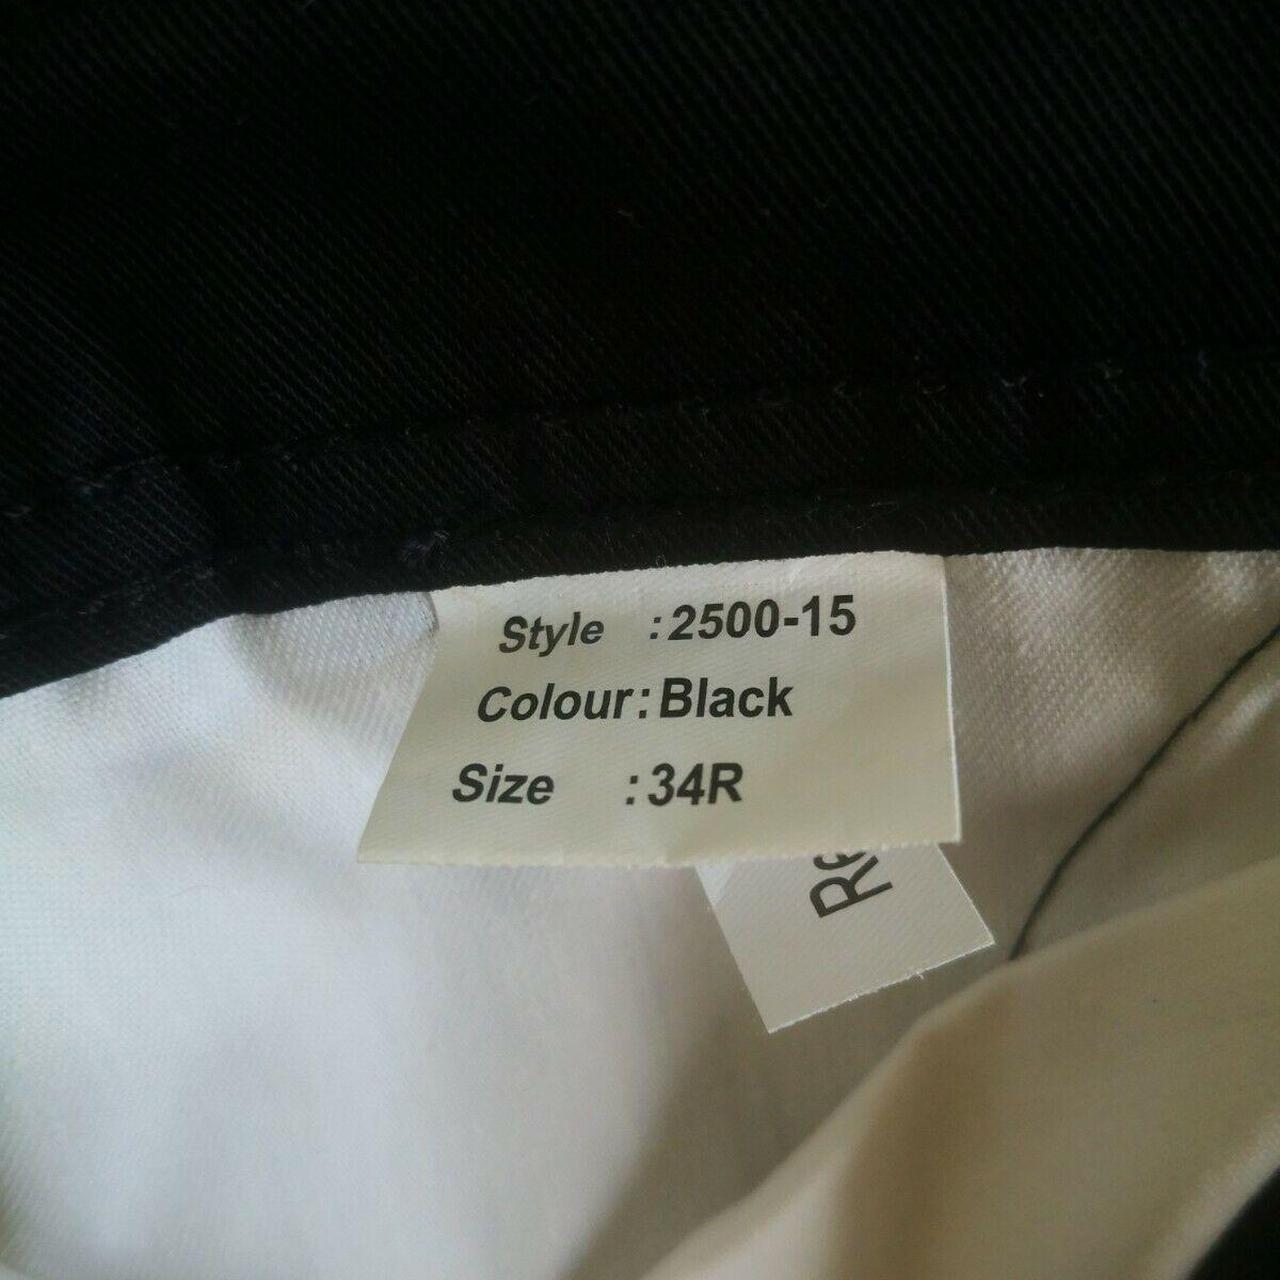 Style :2500-15
Colour:Black
Size :34R